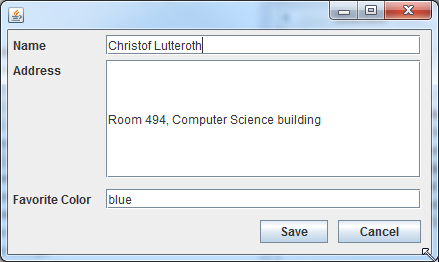 Name Christof Lutteroth
Address
Room 494, Computer Science building
Favorite Color blue
Save Cancel